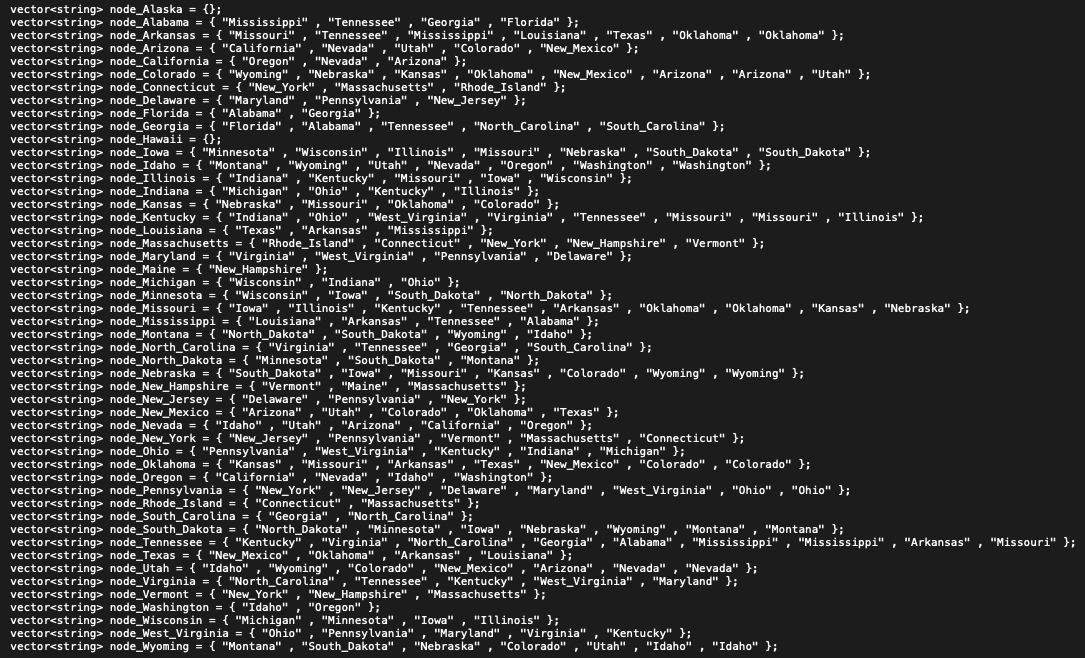 vector<string> node_Alaska = {};
vector<string> node_Alabama = { "Mississippi" , "Tennessee" , "Georgia" , "Florida" };
vector<string> node_Arkansas = { "Missouri" , "Tennessee" , "Mississippi" , "Louisiana" , "Texas" , "Oklahoma" , "Oklahoma" };
vector<string> node_Arizona = { "California" , "Nevada" , "Utah" , "Colorado" , "New_Mexico" };
vector<string> node_California = { "Oregon" , "Nevada" , "Arizona" };
vector<string> node_Colorado = { "Wyoming" , "Nebraska" , "Kansas" , "Oklahoma" , "New_Mexico" , "Arizona" , "Arizona" , "Utah" };
vector<string> node_Connecticut = { "New_York" , "Massachusetts" , "Rhode_Island" };
vector<string> node_Delaware = { "Maryland" , "Pennsylvania" , "New_Jersey" };
vector<string> node_Florida = { "Alabama" , "Georgia" };
vector<string> node_Georgia = { "Florida" , "Alabama" , "Tennessee" , "North_Carolina" , "South_Carolina" };
vector<string> node_Hawaii = {};
vector<string> node_Iowa = { "Minnesota" , "Wisconsin" , "Illinois" , "Missouri" , "Nebraska" , "South_Dakota" , "South_Dakota" };
vector<string> node_Idaho = { "Montana" , "Wyoming" , "Utah" , "Nevada" , "Oregon" , "Washington" , "Washington" };
vector<string> node_Illinois = { "Indiana" , "Kentucky" , "Missouri" , "Iowa" , "Wisconsin" };
vector<string> node_Indiana = { "Michigan" , "Ohio" , "Kentucky" , "Illinois" };
vector<string> node_Kansas = { "Nebraska" , "Missouri" , "Oklahoma" , "Colorado" };
vector<string> node_Kentucky = { "Indiana" , "Ohio" , "West_Virginia" , "Virginia" , "Tennessee" , "Missouri" , "Missouri" , "Illinois" };
vector<string> node_Louisiana = { "Texas" , "Arkansas" , "Mississippi" };
vector<string> node_Massachusetts = { "Rhode_Island" , "Connecticut" , "New_York" , "New_Hampshire" , "Vermont" };
vector<string> node_Maryland = { "Virginia" , "West_Virginia" , "Pennsylvania" , "Delaware" };
vector<string> node_Maine = { "New_Hampshire" };
vector<string> node_Michigan = { "Wisconsin" , "Indiana" , "Ohio" };
vector<string> node_Minnesota = { "Wisconsin" , "Iowa" , "South_Dakota" , "North_Dakota" };
vector<string> node_Missouri = { "Iowa" , "Illinois" , "Kentucky" , "Tennessee" , "Arkansas" , "Oklahoma" , "Oklahoma" , "Kansas" , "Nebraska" };
vector<string> node_Mississippi = { "Louisiana" , "Arkansas" , "Tennessee" , "Alabama" };
vector<string> node_Montana = { "North_Dakota" , "South_Dakota" , "Wyoming" , "Idaho" };
vector<string> node_North_Carolina = { "Virginia" , "Tennessee" , "Georgia" , "South_Carolina" };
vector<string> node_North_Dakota = { "Minnesota" , "South_Dakota" , "Montana" };
vector<string> node_Nebraska = { "South_Dakota" , "Iowa" , "Missouri" , "Kansas" , "Colorado" , "Wyoming" , "Wyoming" };
vector<string> node_New_Hampshire = { "Vermont" , "Maine" , "Massachusetts" };
vector<string> node_New_Jersey = { "Delaware" , "Pennsylvania" , "New_York" };
vector<string> node_New_Mexico = { "Arizona" , "Utah" , "Colorado" , "Oklahoma" , "Texas" };
vector<string> node_Nevada = { "Idaho" , "Utah" , "Arizona" , "California" , "Oregon" };
vector<string> node_New_York = { "New_Jersey" , "Pennsylvania" , "Vermont" , "Massachusetts" , "Connecticut" };
vector<string> node_Ohio = { "Pennsylvania" , "West_Virginia" , "Kentucky" , "Indiana" , "Michigan" };
vector<string> node_Oklahoma = { "Kansas" , "Missouri" , "Arkansas" , "Texas" , "New_Mexico" , "Colorado" , "Colorado" };
vector<string> node_Oregon = { "California" , "Nevada" , "Idaho" , "Washington" };
vector<string> node_Pennsylvania = { "New_York" , "New_Jersey" , "Delaware" , "Maryland" , "West_Virginia" , "Ohio" , "Ohio" };
vector<string> node_Rhode_Island = { "Connecticut" , "Massachusetts" };
vector<string> node_South_Carolina = { "Georgia" , "North_Carolina" };
vector<string> node_South_Dakota = { "North_Dakota" , "Minnesota" , "Iowa" , "Nebraska" , "Wyoming" , "Montana" , "Montana" };
vector<string> node_Tennessee = { "Kentucky" , "Virginia" , "North_Carolina" , "Georgia" , "Alabama" , "Mississippi" , "Mississippi" , "Arkansas" , "Missouri" };
vector<string> node_Texas = { "New_Mexico" , "Oklahoma" , "Arkansas" , "Louisiana" };
vector<string> node_Utah = { "Idaho" , "Wyoming" , "Colorado" , "New_Mexico" , "Arizona" , "Nevada" , "Nevada" };
vector<string> node_Virginia = { "North_Carolina" , "Tennessee" , "Kentucky" , "West_Virginia" , "Maryland" };
vector<string> node_Vermont = { "New_York" , "New_Hampshire" , "Massachusetts" };
vector<string> node_Washington = { "Idaho" , "Oregon" };
vector<string> node_Wisconsin = { "Michigan" , "Minnesota" , "Iowa" , "Illinois" };
vector<string> node_West_Virginia = { "Ohio" , "Pennsylvania" , "Maryland" , "Virginia" , "Kentucky" };
vector<string> node_Wyoming = { "Montana" , "South_Dakota" , "Nebraska" , "Colorado" , "Utah" , "Idaho" , "Idaho" };